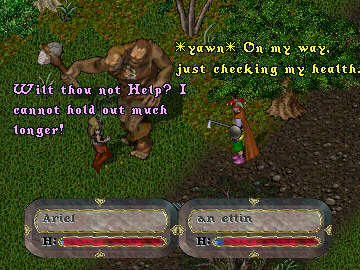 *yawn* On my way,
just checking my health.
Wilt thou not Help? I
cannot hold out much
longer!
Ariel
an ettin
H:
H: